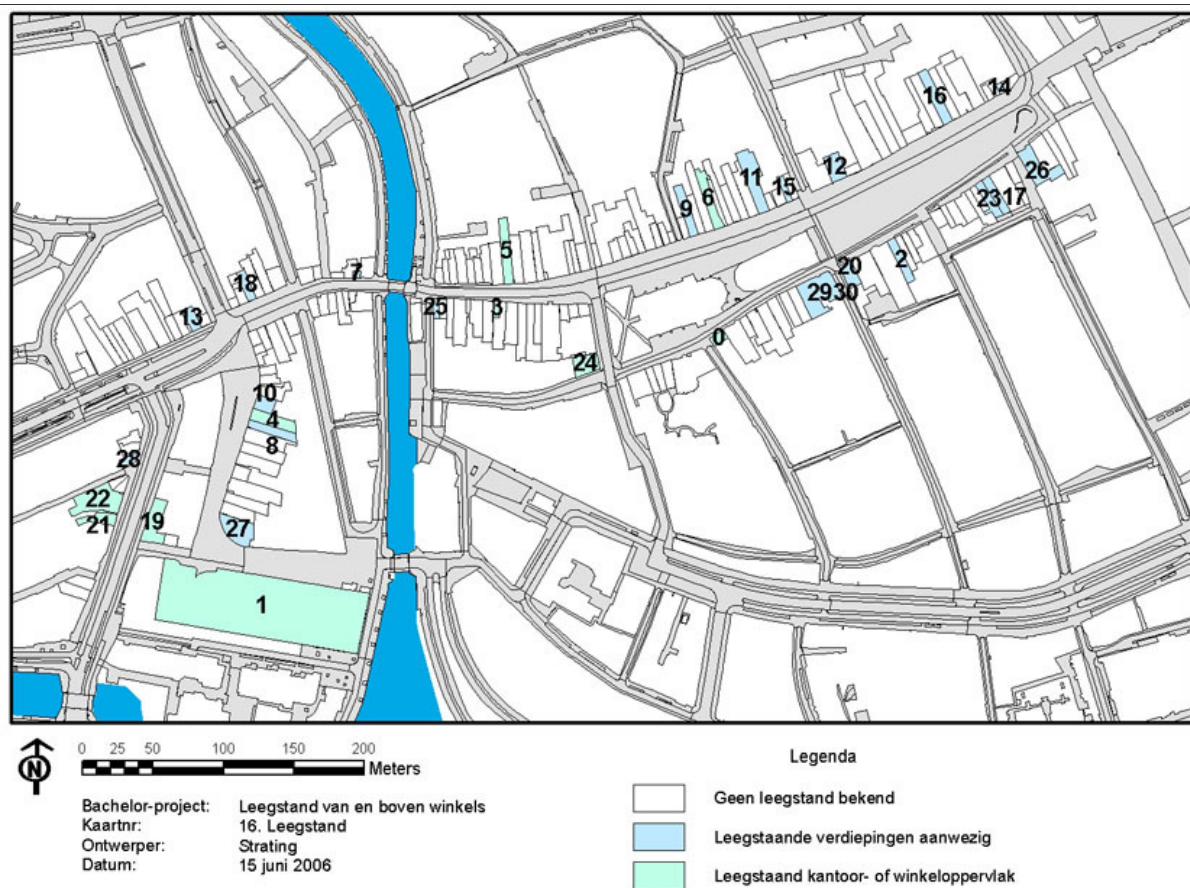 14
16
12
11
15
26
6
9
23
17
5
2
7
20
18
29
30
25
3
13
0
24
10
4
8
28
22
21
19
27
1
0 25 50 100 150 200
Meters
N
Bachelor-project: Leegstand van en boven winkels
Kaartnr: 16. Leegstand
Ontwerper: Strating
Datum: 15 juni 2006
Legenda
Geen leegstand bekend
Leegstaande verdiepingen aanwezig
Leegstaand kantoor- of winkeloppervlak